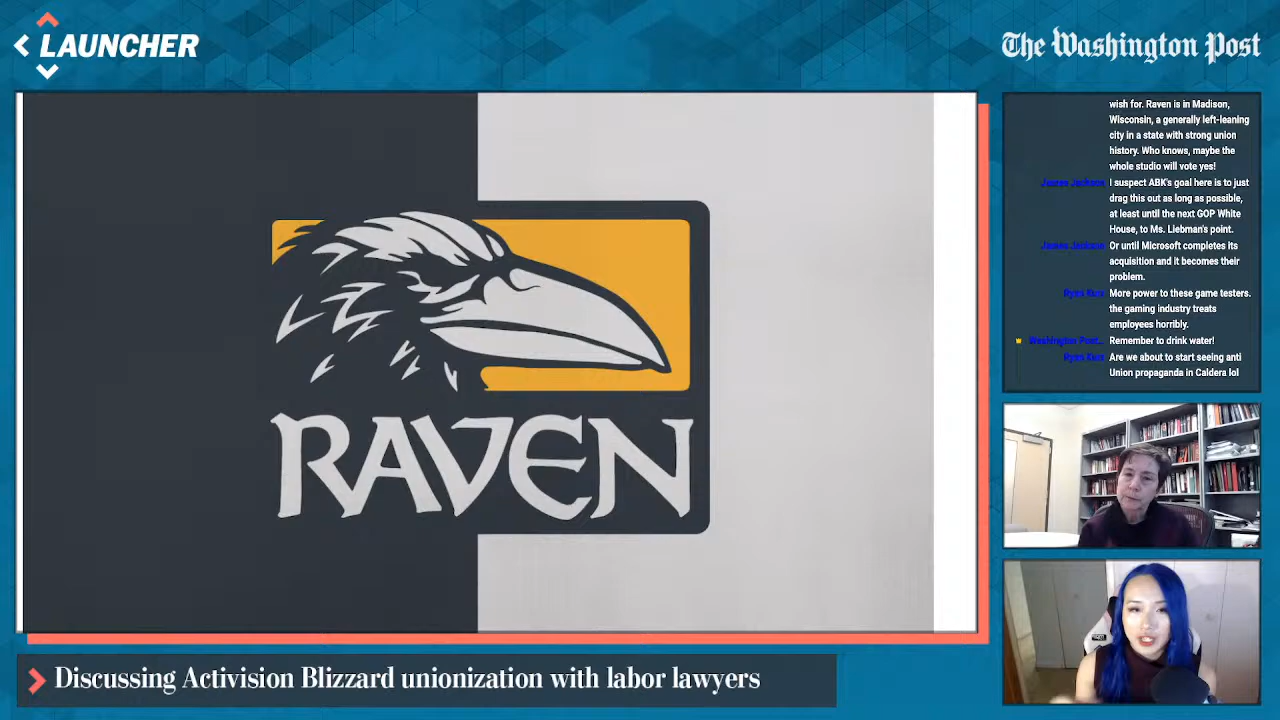 LAUNCHER
The Washington Post
RAVEN
wish for. Raven is in Madison,
Wisconsin, a generally left-leaning
city in a state with strong union
history. Who knows, maybe the
whole studio will vote yes!
I suspect ABK's goal here is to just
drag this out as long as possible,
at least until the next GOP White
House, to Ms. Liebman's point.
Or until Microsoft completes its
acquisition and it becomes their
problem.
More power to these game testers.
the gaming industry treats
employees horribly.
Washington Post... Remember to drink water!
Are we about to start seeing anti
Union propaganda in Caldera lol
Discussing Activision Blizzard unionization with labor lawyers